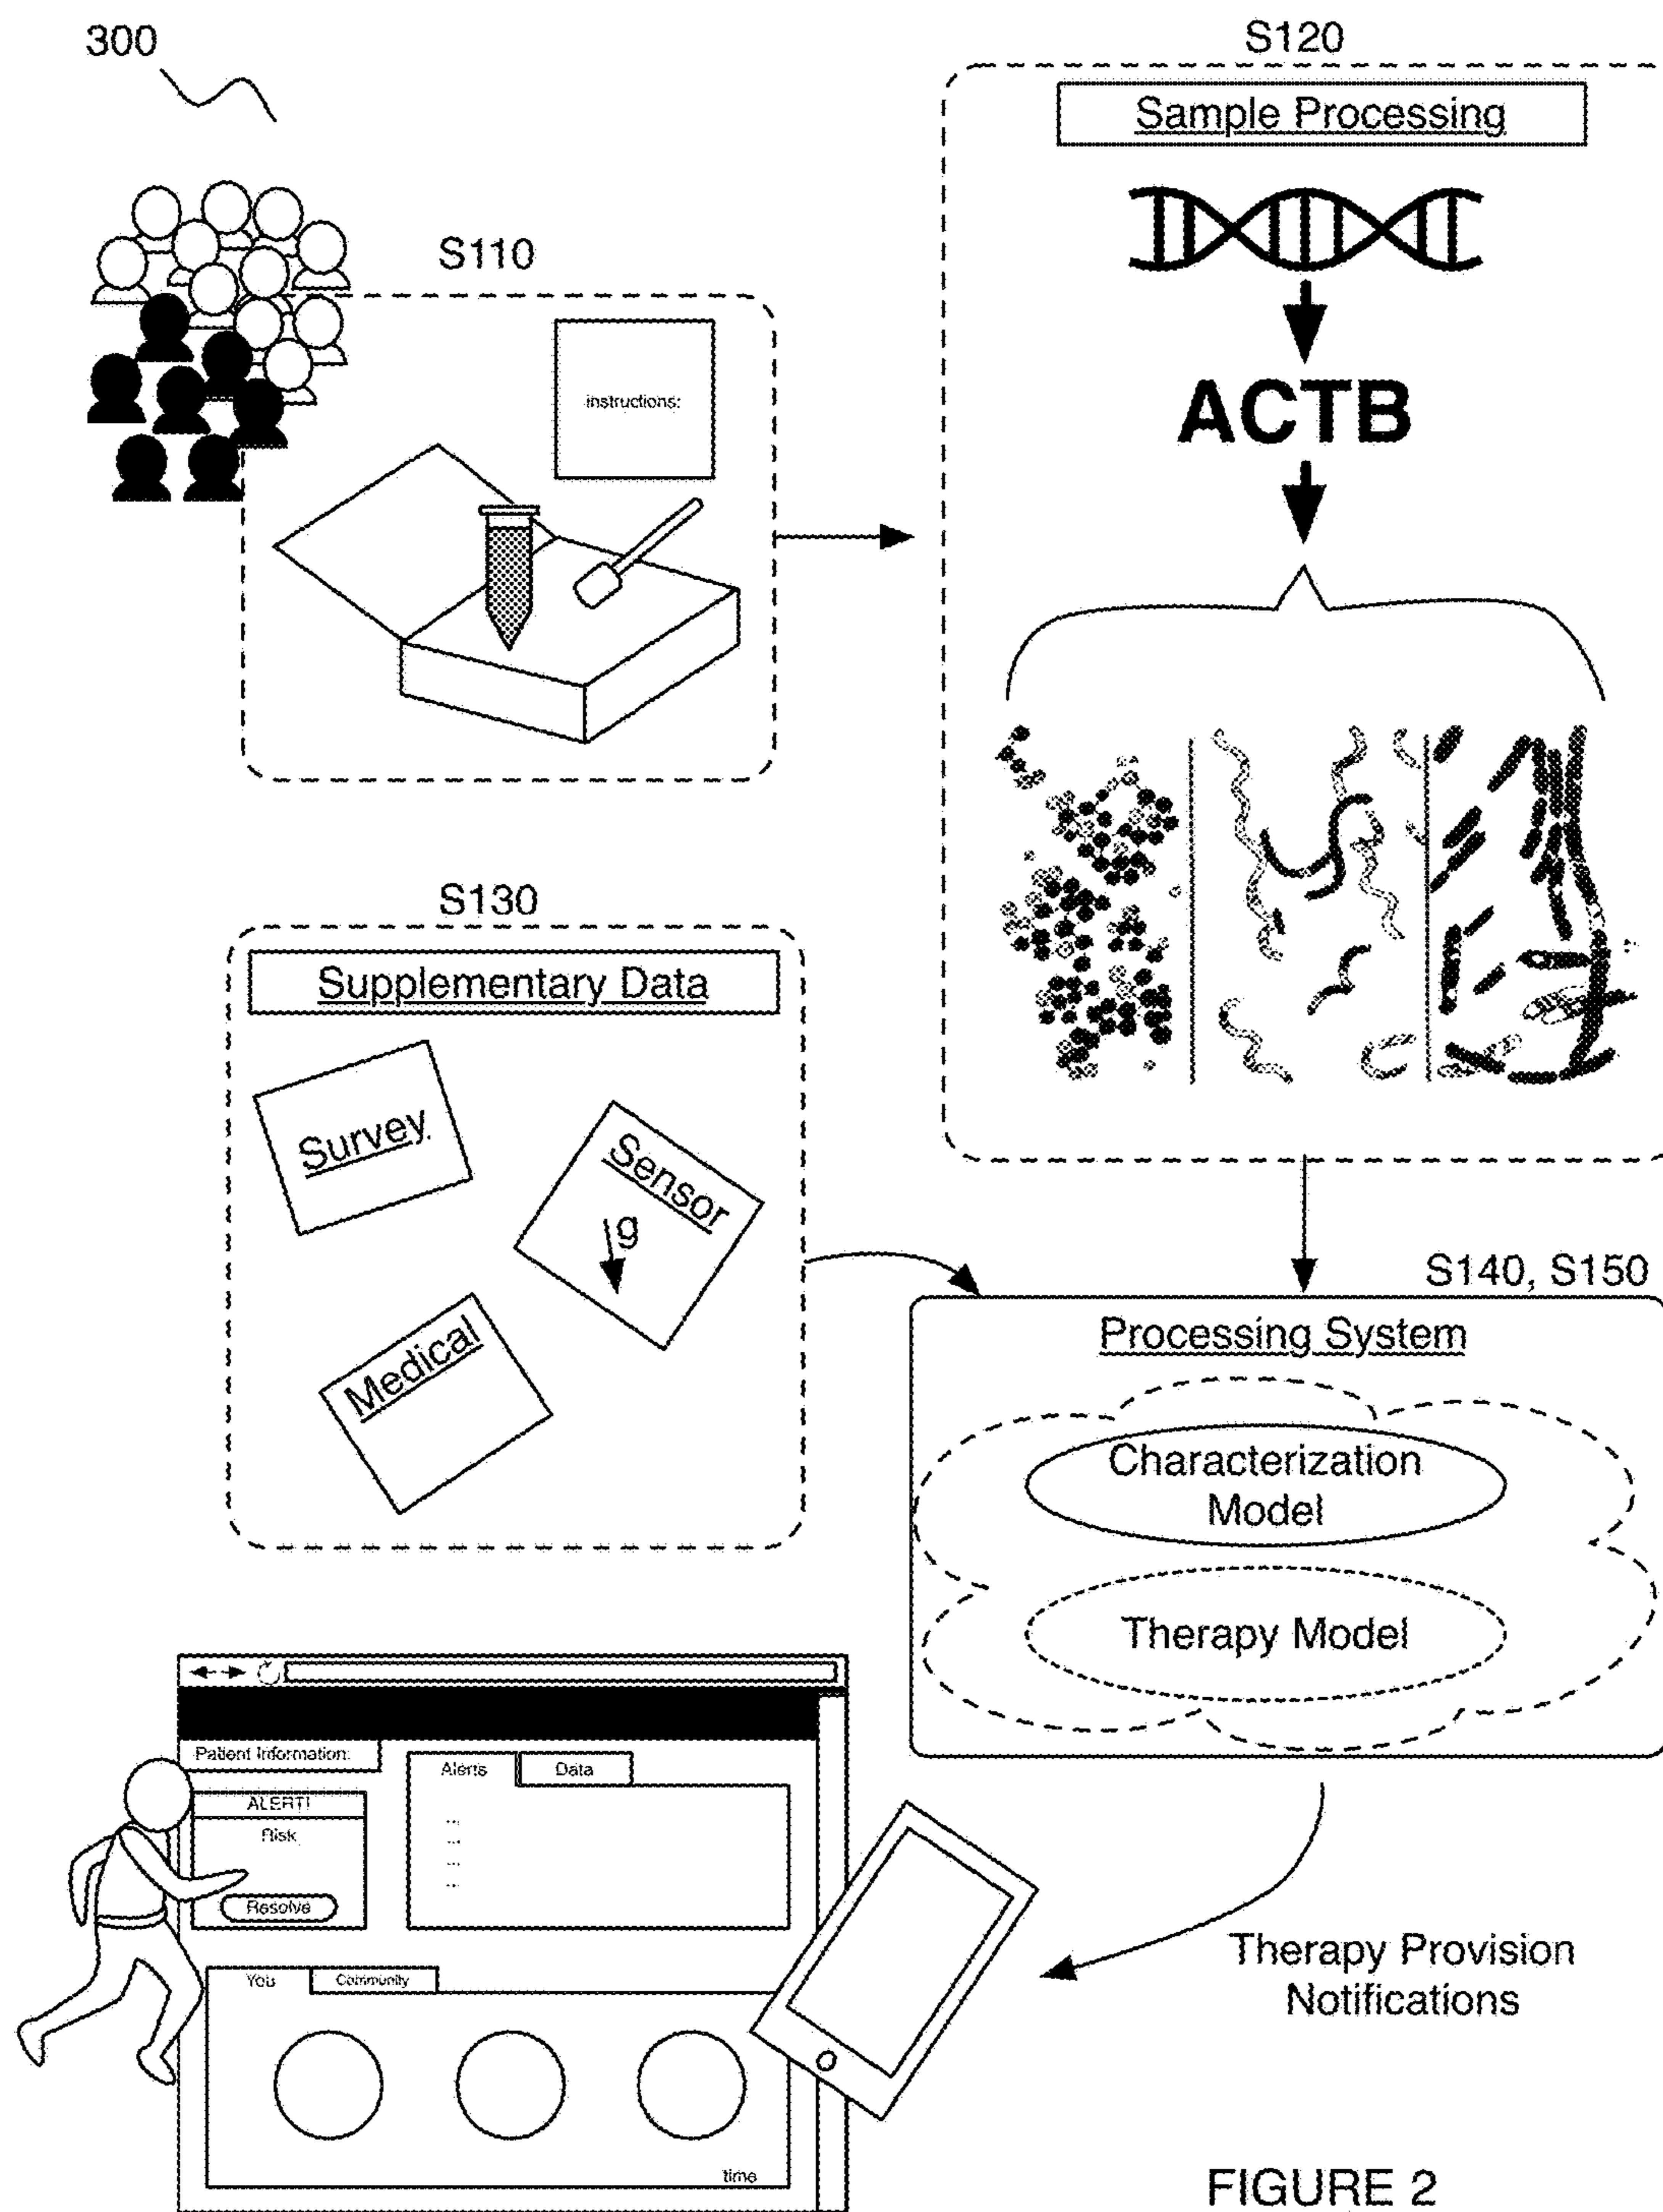 300
S110
instructions:
S120
Sample Processing
ACTB
S130
Supplementary Data
Survey
Sensor
g
Medical
S140, S150
Processing System
Characterization
Model
Therapy Model
Patient Information:
ALERT!
Risk
Resolve
Alerts
Data
...
...
...
...
You
Community
time
Therapy Provision
Notifications
FIGURE 2